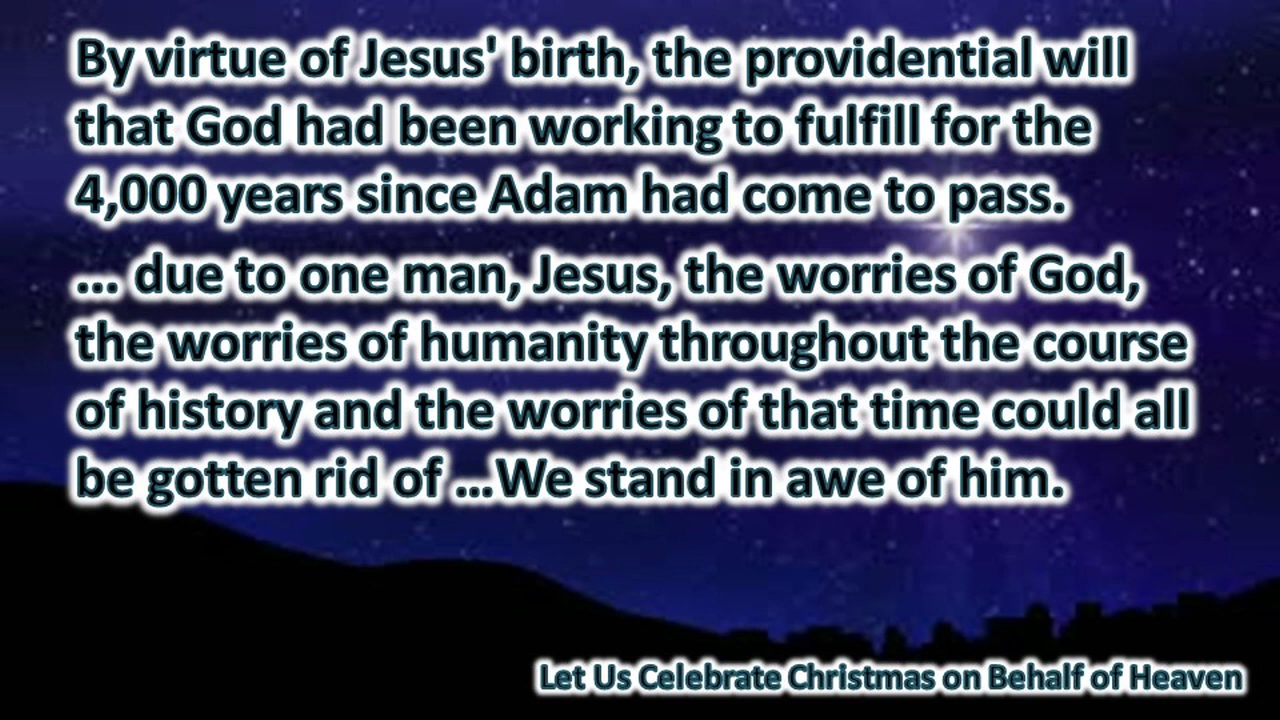 By virtue of Jesus' birth, the providential will
that God had been working to fulfill for the
4,000 years since Adam had come to pass.
... due to one man, Jesus, the worries of God,
the worries of humanity throughout the course
of history and the worries of that time could all
be gotten rid of ...We stand in awe of him.
Let Us Celebrate Christmas on Behalf of Heaven